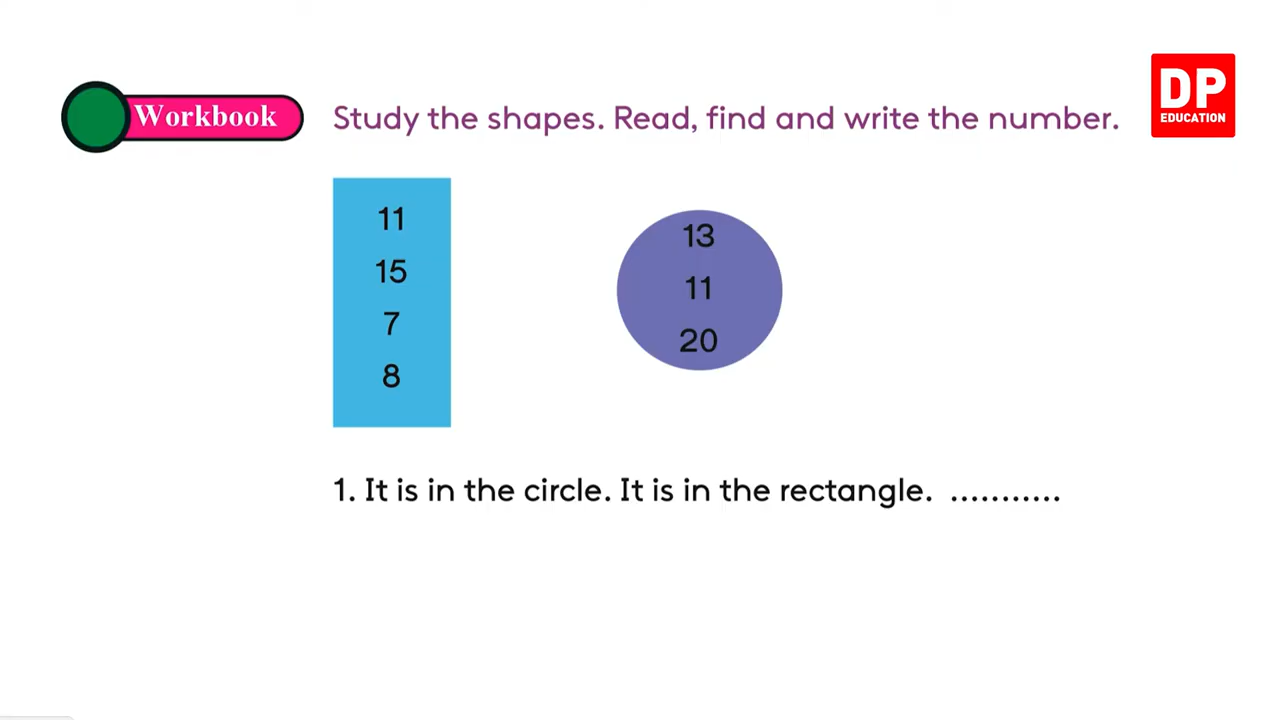 Workbook
Study the shapes. Read, find and write the number.
DP
EDUCATION
11
15
7
8
13
11
20
1. It is in the circle. It is in the rectangle. ...........